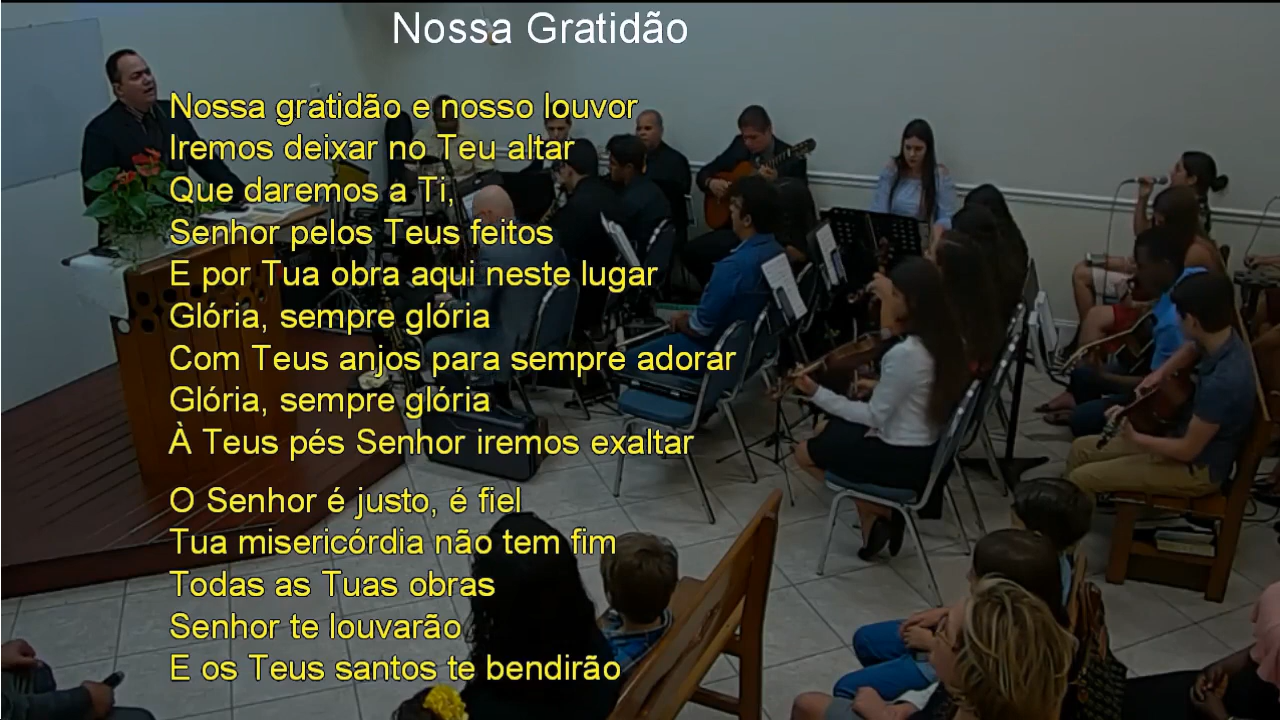 Nossa Gratidão
Nossa gratidão e nosso louvor
Iremos deixar no Teu altar
Que daremos a Ti,
Senhor pelos Teus feitos
E por Tua obra aqui neste lugar
Glória, sempre glória
Com Teus anjos para sempre adorar
Glória, sempre glória
À Teus pés Senhor iremos exaltar
O Senhor é justo, é fiel
Tua misericórdia não tem fim
Todas as Tuas obras
Senhor te louvarão
E os Teus santos te bendirão